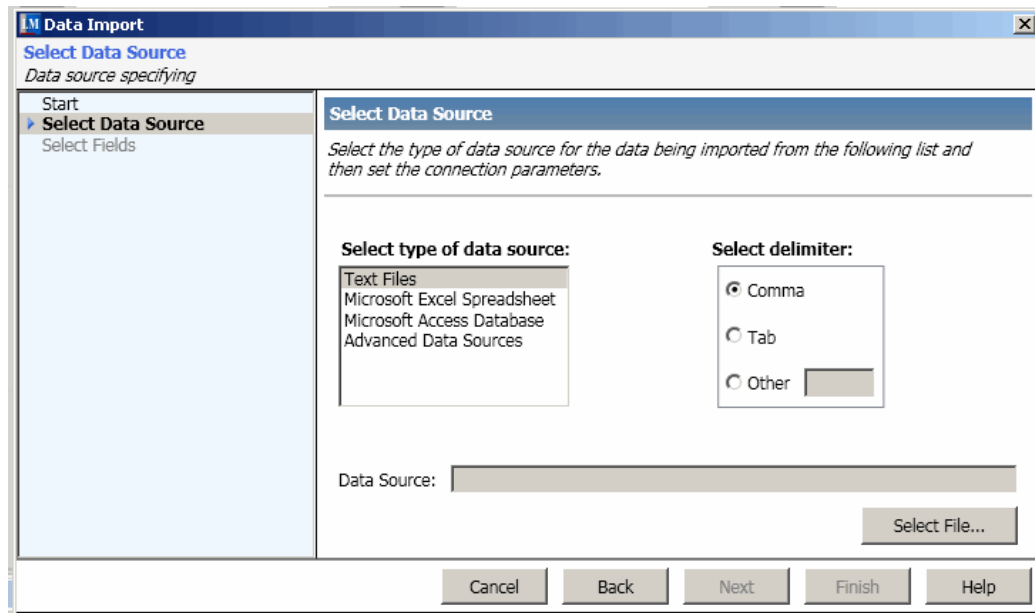 LM Data Import
Select Data Source
Data source specifying
Start
Select Data Source
Select Fields
Select Data Source
Select the type of data source for the data being imported from the following list and
then set the connection parameters.
Select type of data source:
Text Files
Microsoft Excel Spreadsheet
Microsoft Access Database
Advanced Data Sources
Select delimiter:
Comma
Tab
Other
Data Source:
Select File...
Cancel Back Next Finish Help